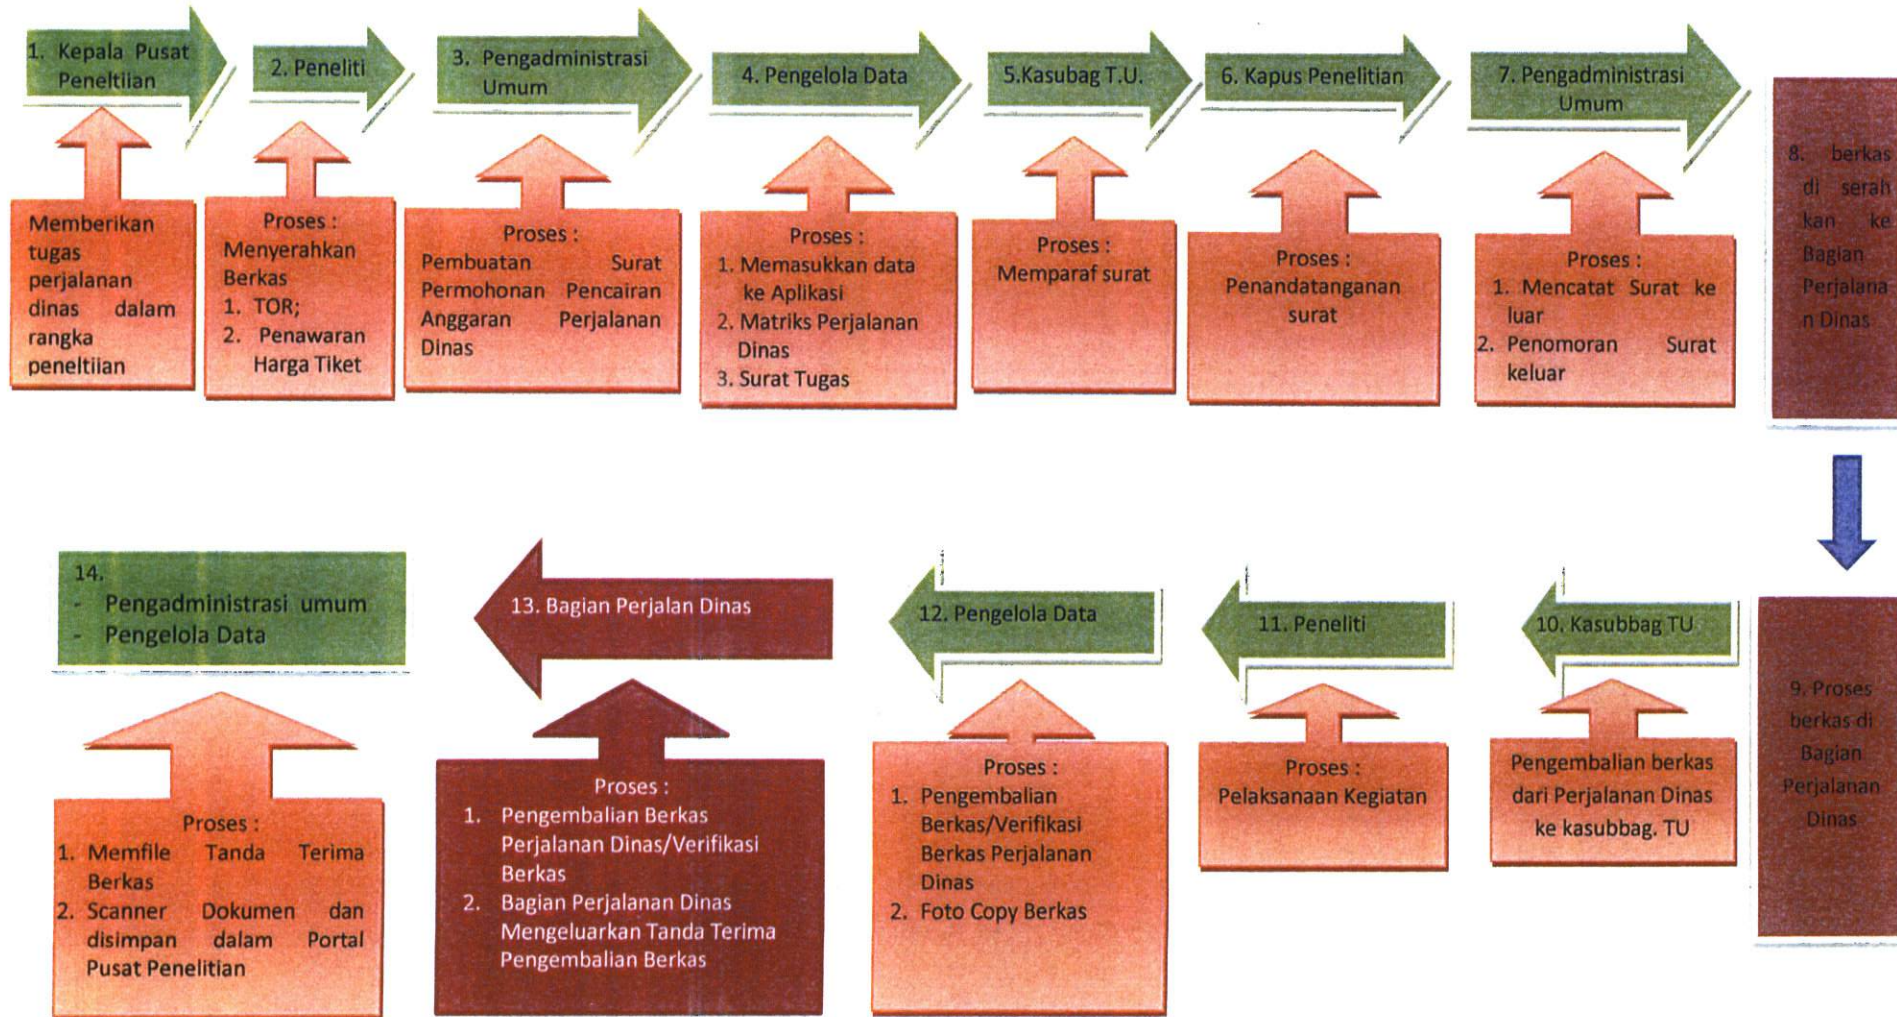 1. Kepala Pusat
Peneltiian
2. Peneliti
3. Pengadministrasi
Umum
4. Pengelola Data
5.Kasubag T.U.
6. Kapus Penelitian
7. Pengadministrasi
Umum
Memberikan
tugas
perjalanan
dinas dalam
rangka
peneltiian
Proses :
Menyerahkan
Berkas
1. TOR;
2. Penawaran
Harga Tiket
Proses :
Pembuatan Surat
Permohonan Pencairan
Anggaran Perjalanan
Dinas
Proses :
1. Memasukkan data
ke Aplikasi
2. Matriks Perjalanan
Dinas
3. Surat Tugas
Proses :
Memparaf surat
Proses :
Penandatanganan
surat
Proses :
1. Mencatat Surat ke
luar
2. Penomoran Surat
keluar
8. berkas
di serah
kan ke
Bagian
Perjalana
n Dinas
9. Proses
berkas di
Bagian
Perjalanan
Dinas
10. Kasubbag TU
Pengembalian berkas
dari Perjalanan Dinas
ke kasubbag. TU
11. Peneliti
Proses :
Pelaksanaan Kegiatan
12. Pengelola Data
Proses :
1. Pengembalian
Berkas/Verifikasi
Berkas Perjalanan
Dinas
2. Foto Copy Berkas
13. Bagian Perjalan Dinas
Proses :
1. Pengembalian Berkas
Perjalanan Dinas/Verifikasi
Berkas
2. Bagian Perjalanan Dinas
Mengeluarkan Tanda Terima
Pengembalian Berkas
14.
- Pengadministrasi umum
- Pengelola Data
Proses :
1. Memfile Tanda Terima
Berkas
2. Scanner Dokumen dan
disimpan dalam Portal
Pusat Penelitian